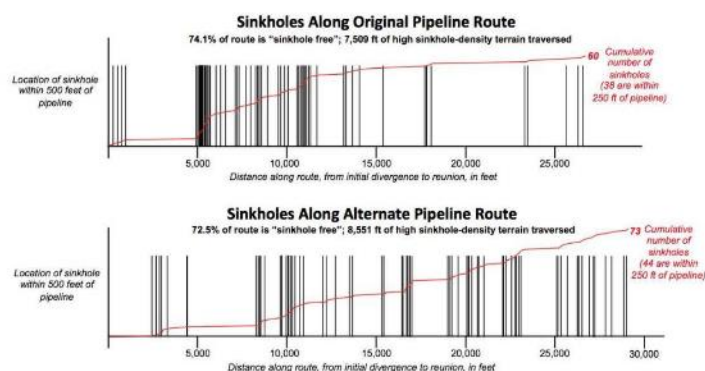 Sinkholes Along Original Pipeline Route
74.1% of route is "sinkhole free"; 7,509 ft of high sinkhole-density terrain traversed
Location of sinkhole
within 500 feet of
pipeline
60 Cumulative
number of
sinkholes
(38 are within
250 ft of pipeline)
5,000 10,000 15,000 20,000 25,000
Distance along route, from initial divergence to reunion, in feet
Sinkholes Along Alternate Pipeline Route
72.5% of route is "sinkhole free"; 8,551 ft of high sinkhole-density terrain traversed
Location of sinkhole
within 500 feet of
pipeline
73 Cumulative
number of
sinkholes
(44 are within
250 ft of pipeline)
5,000 10,000 15,000 20,000 25,000 30,000
Distance along route, from initial divergence to reunion, in feet